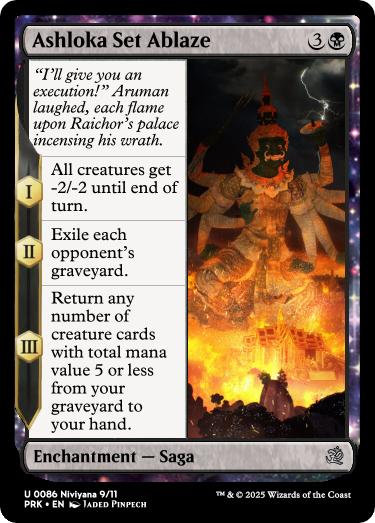 Ashloka Set Ablaze 3
"I'll give you an
execution!" Aruman
laughed, each flame
upon Raichor's palace
incensing his wrath.
I
All creatures get
-2/-2 until end of
turn.
II
Exile each
opponent's
graveyard.
III
Return any
number of
creature cards
with total mana
value 5 or less
from your
graveyard to
your hand.
Enchantment — Saga
U 0086 Niviyana 9/11
PRK • EN JADED PINPECH
™ & © 2025 Wizards of the Coast